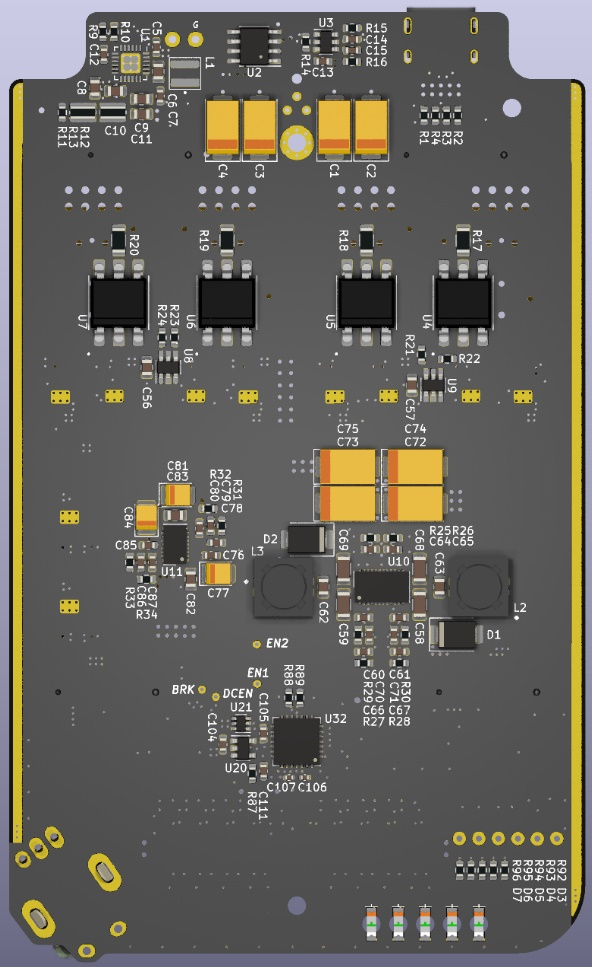 R9
R10
C12
U1
C5
G
L1
U2
U3
R14
C13
R15
C14
C15
R16
C8
C6
C7
R11
R13
R12
C10
C9
C11
R1
R4
R3
R2
C4
C3
C1
C2
R20
R19
R18
R17
U7
U6
U5
U4
R24
R23
U8
C56
R21
R22
U9
C57
C75
C73
C74
C72
C81
C83
C84
R32
C80
C79
R31
C78
C85
U11
C76
C77
C82
R33
C86
C87
R34
D2
L3
C69
U10
C68
R25R26
C64C65
C63
C62
C59
C58
L2
D1
C60
C61
R29
C70
C71
R30
C66
C67
R27
R28
EN2
EN1
BRK
DCEN
R88
R89
U21
C105
U32
C104
U20
R87
C111
C107
C106
R96
D7
R95
D6
R94
D5
R93
D4
R92
D3